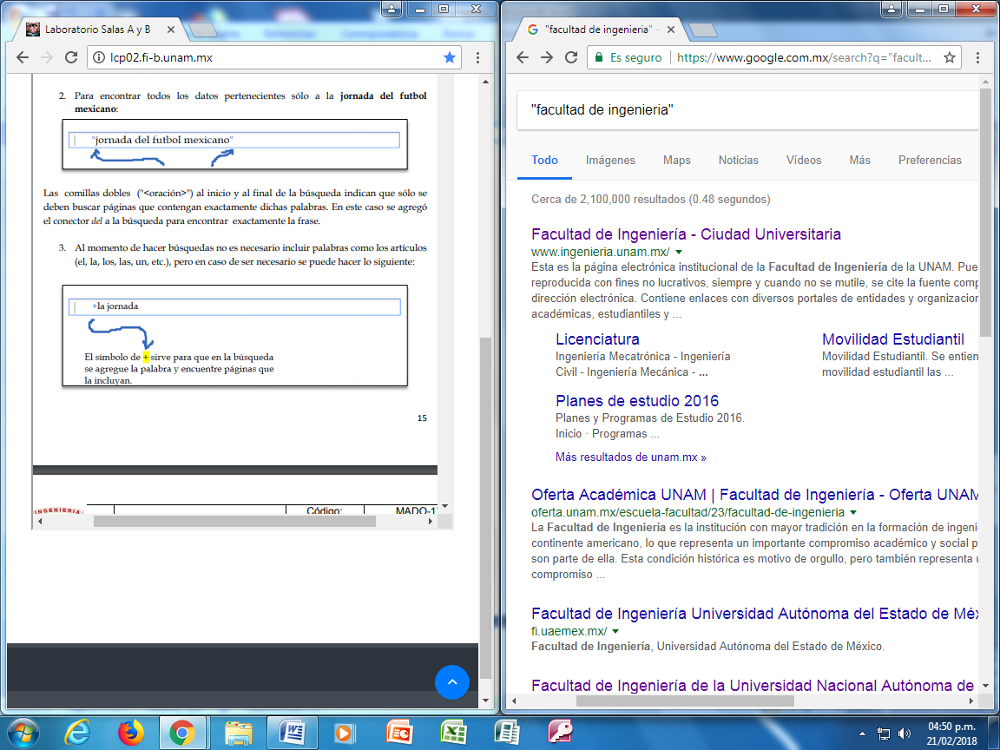 Laboratorio Salas A y B
lcp02.fi-b.unam.mx
2. Para encontrar todos los datos pertenecientes sólo a la jornada del futbol
mexicano:
"jornada del futbol mexicano"
Las comillas dobles ("<oración>") al inicio y al final de la búsqueda indican que sólo se
deben buscar páginas que contengan exactamente dichas palabras. En este caso se agregó
el conector del a la búsqueda para encontrar exactamente la frase.
3. Al momento de hacer búsquedas no es necesario incluir palabras como los artículos
(el, la, los, las, un, etc.), pero en caso de ser necesario se puede hacer lo siguiente:
+la jornada
El símbolo de + sirve para que en la búsqueda
se agregue la palabra y encuentre páginas que
la incluyan.
15
INGENIERIA
Código:
MADO-1
"facultad de ingenieria" -
Es seguro
https://www.google.com.mx/search?q="facult...
"facultad de ingenieria"
Todo Imágenes Maps Noticias Vídeos Más Preferencias
Cerca de 2,100,000 resultados (0.48 segundos)
Facultad de Ingeniería - Ciudad Universitaria
www.ingenieria.unam.mx/
Esta es la página electrónica institucional de la Facultad de Ingeniería de la UNAM. Pue
reproducida con fines no lucrativos, siempre y cuando no se mutile, se cite la fuente comp
dirección electrónica. Contiene enlaces con diversos portales de entidades y organizacion
académicas, estudiantiles y ...
Licenciatura
Ingeniería Mecatrónica - Ingeniería
Civil - Ingeniería Mecánica - ...
Movilidad Estudiantil
Movilidad Estudiantil. Se entien
movilidad estudiantil las ...
Planes de estudio 2016
Planes y Programas de Estudio 2016.
Inicio · Programas ...
Más resultados de unam.mx »
Oferta Académica UNAM | Facultad de Ingeniería - Oferta UNAM
oferta.unam.mx/escuela-facultad/23/facultad-de-ingenieria
La Facultad de Ingeniería es la institución con mayor tradición en la formación de ingeni
continente americano, lo que representa un importante compromiso académico y social p
son parte de ella. Esta condición histórica es motivo de orgullo, pero también representa u
compromiso ...
Facultad de Ingeniería Universidad Autónoma del Estado de Méx
fi.uaemex.mx/
Facultad de Ingeniería, Universidad Autónoma del Estado de México.
Facultad de Ingeniería de la Universidad Nacional Autónoma de
04:50 p.m.
21/02/2018